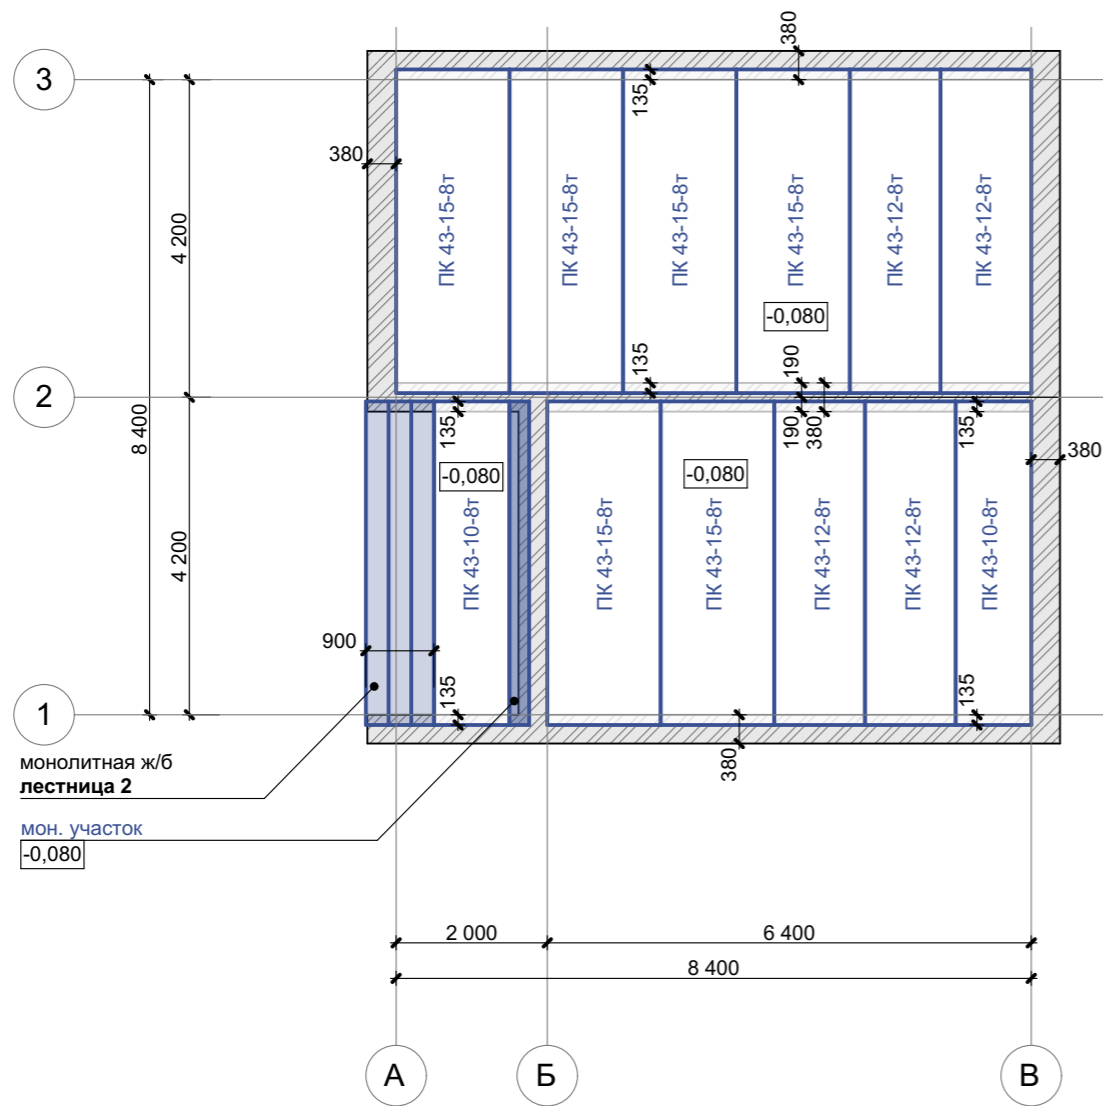 380
3
135
380
ПК 43-15-8т
ПК 43-15-8т
ПК 43-15-8т
ПК 43-15-8т
ПК 43-12-8т
ПК 43-12-8т
4 200
-0,080
135
190
2
8 400
135
190
380
135
380
-0,080
-0,080
4 200
ПК 43-10-8т
ПК 43-15-8т
ПК 43-15-8т
ПК 43-12-8т
ПК 43-12-8т
ПК 43-10-8т
900
135
135
1
380
монолитная ж/б
лестница 2
мон. участок
-0,080
2 000
6 400
8 400
А
Б
В